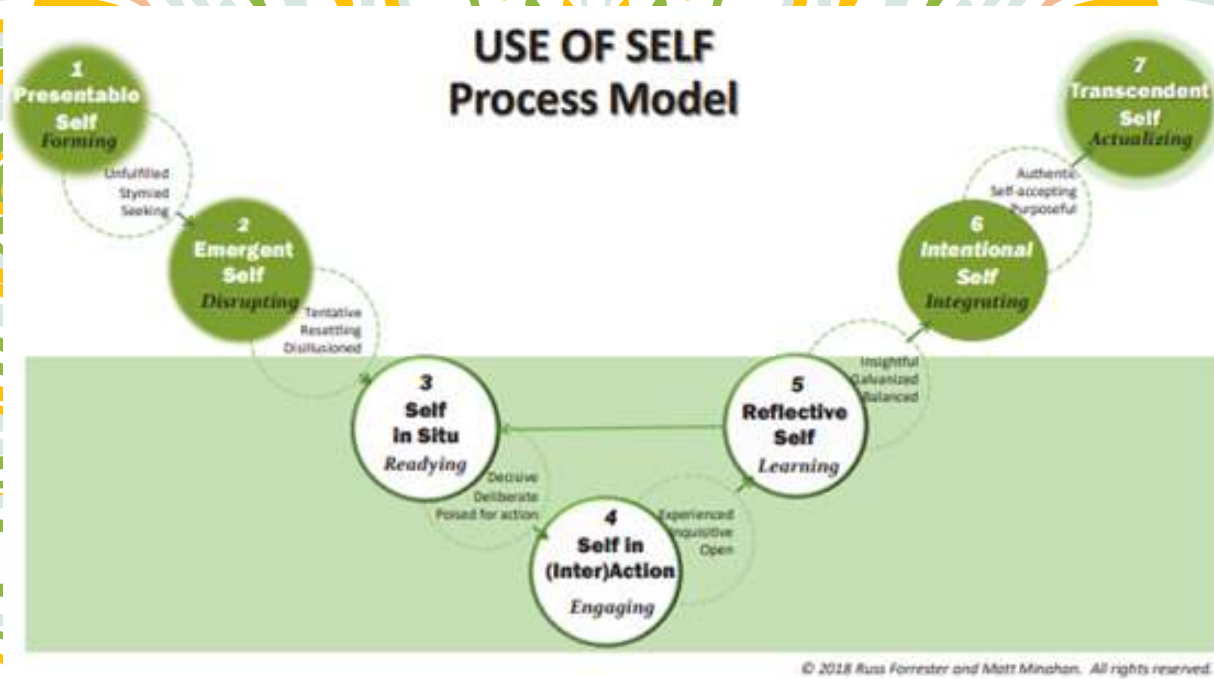 USE OF SELF
Process Model
1
Presentable
Self
Forming
Unfulfilled
Stymied
Seeking
2
Emergent
Self
Disrupting
Tentative
Resettling
Disillusioned
3
Self
in Situ
Readying
Decisive
Deliberate
Poised for action
4
Self in
(Inter)Action
Engaging
Experienced
Inquisitive
Open
5
Reflective
Self
Learning
Insightful
Galvanized
Balanced
6
Intentional
Self
Integrating
Authentic
Self-accepting
Purposeful
7
Transcendent
Self
Actualizing
© 2018 Russ Forrester and Matt Minahan. All rights reserved.